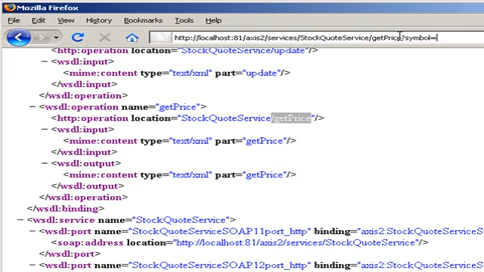 Mozilla Firefox
File Edit View History Bookmarks Tools Help
http://localhost:81/axis2/services/StockQuoteService/getPrice?symbol=
<http:operation location="StockQuoteService/update"/>
− <wsdl:input>
<mime:content type="text/xml" part="update"/>
</wsdl:input>
</wsdl:operation>
− <wsdl:operation name="getPrice">
<http:operation location="StockQuoteService/getPrice"/>
− <wsdl:input>
<mime:content type="text/xml" part="getPrice"/>
</wsdl:input>
− <wsdl:output>
<mime:content type="text/xml" part="getPrice"/>
</wsdl:output>
</wsdl:operation>
</wsdl:binding>
− <wsdl:service name="StockQuoteService">
− <wsdl:port name="StockQuoteServiceSOAP11port_http" binding="axis2:StockQuoteServiceS
<soap:address location="http://localhost:81/axis2/services/StockQuoteService"/>
</wsdl:port>
− <wsdl:port name="StockQuoteServiceSOAP12port_http" binding="axis2:StockQuoteServiceS